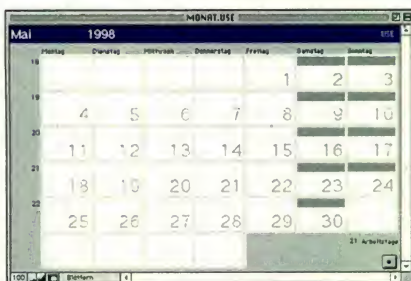 MONAT.USE
Mai 1998 USE
Montag Dienstag Mittwoch Donnerstag Freitag Samstag Sonntag
18
1 2 3
19
4 5 6 7 8 9 10
20
11 12 13 14 15 16 17
21
18 19 20 21 22 23 24
22
25 26 27 28 29 30
21 Arbeitstage
100 Blättern